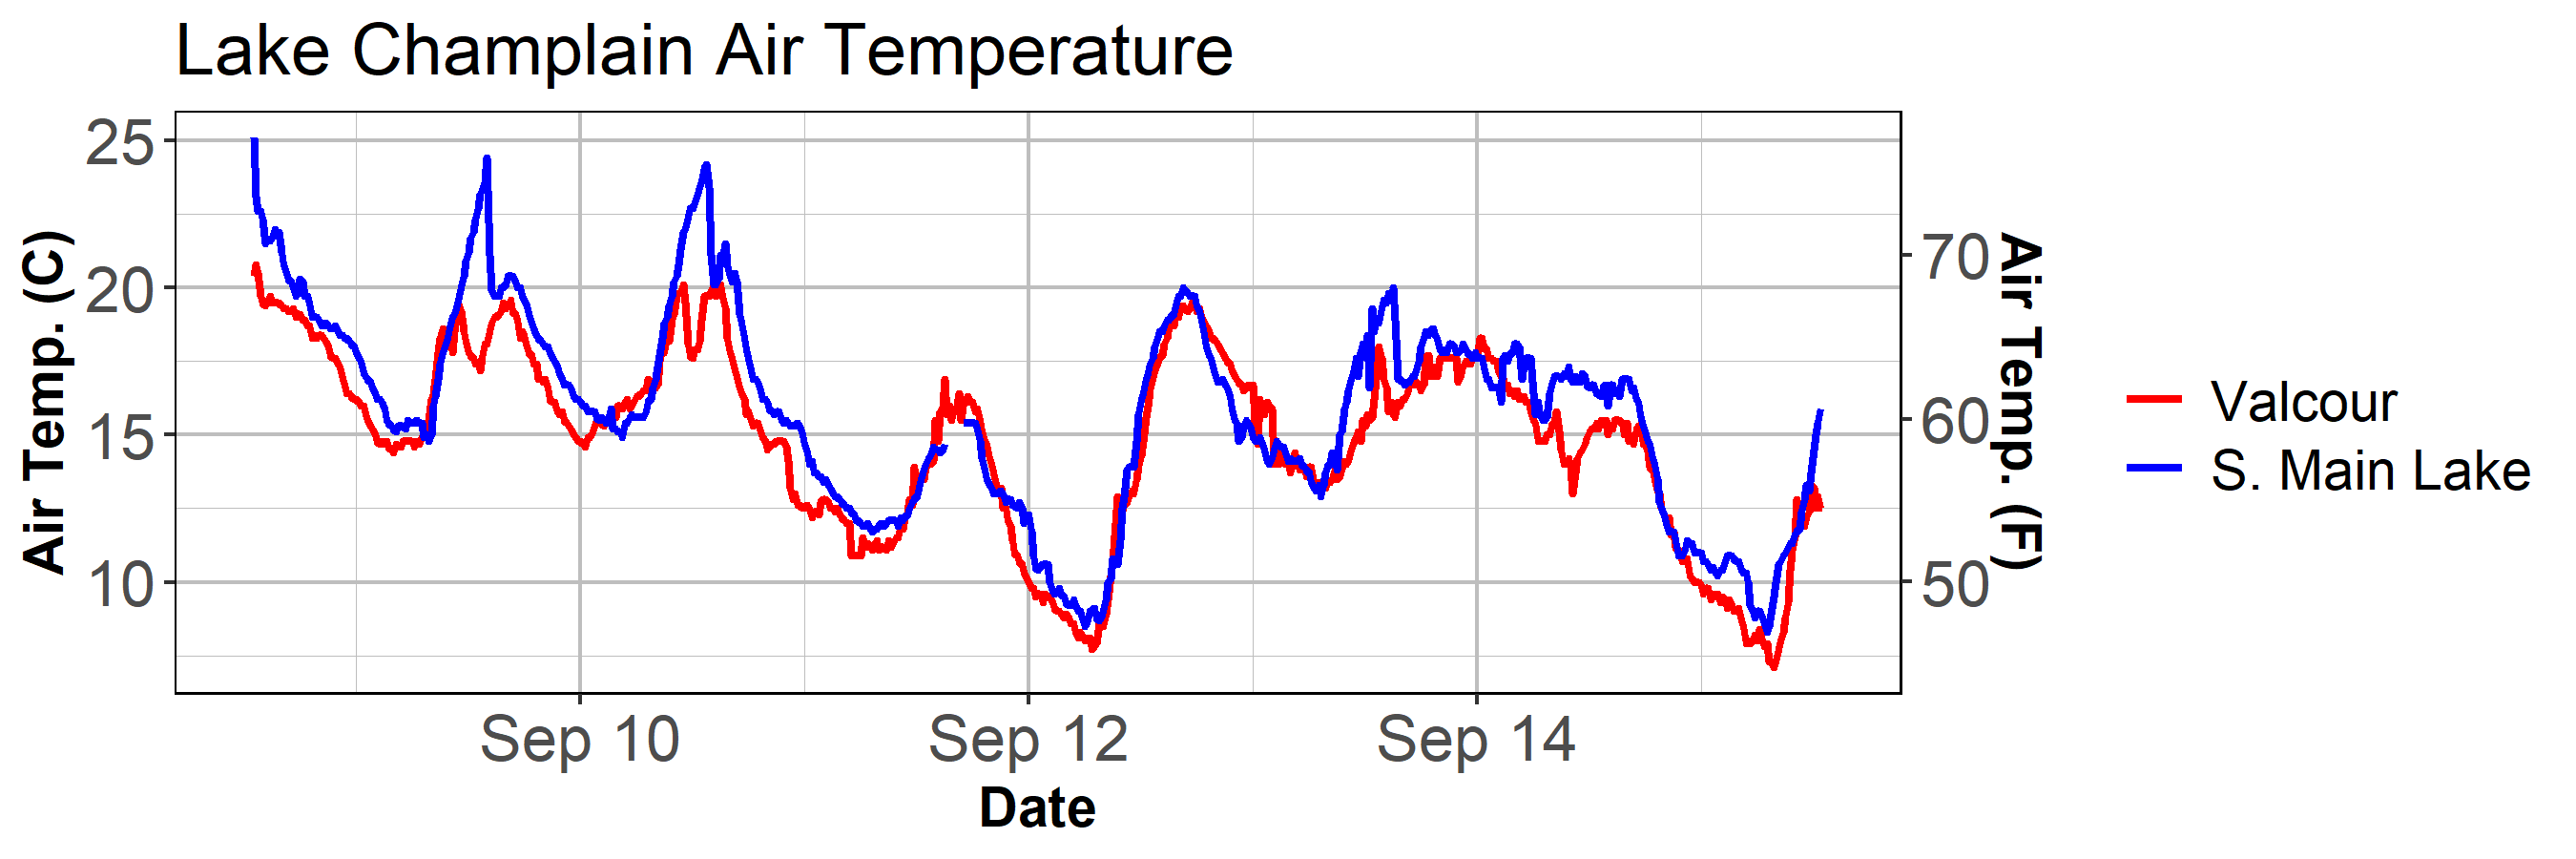 Lake Champlain Air Temperature
Air Temp. (C)
25
20
15
10
70
60
50
Air Temp. (F)
Sep 10
Sep 12
Sep 14
Date
Valcour
S. Main Lake